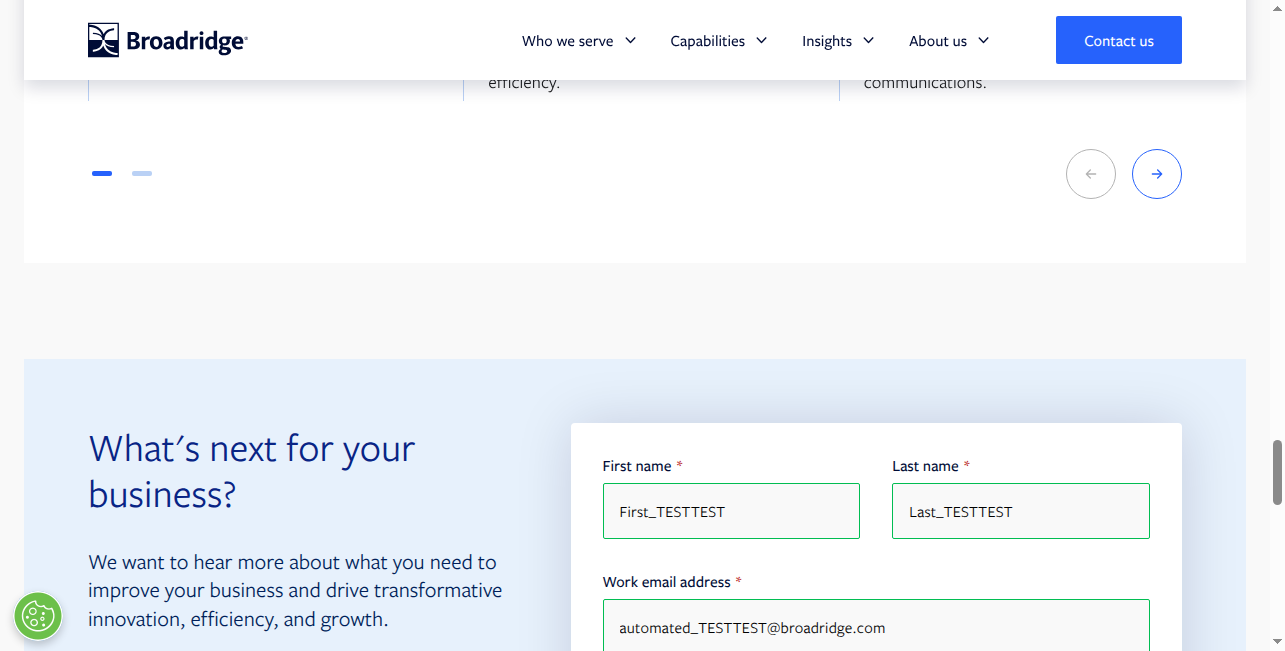 Broadridge
Who we serve Capabilities Insights About us Contact us
efficiency. communications.
What's next for your
business?
We want to hear more about what you need to
improve your business and drive transformative
innovation, efficiency, and growth.
First name * Last name *
First_TESTTEST Last_TESTTEST
Work email address *
automated_TESTTEST@broadridge.com